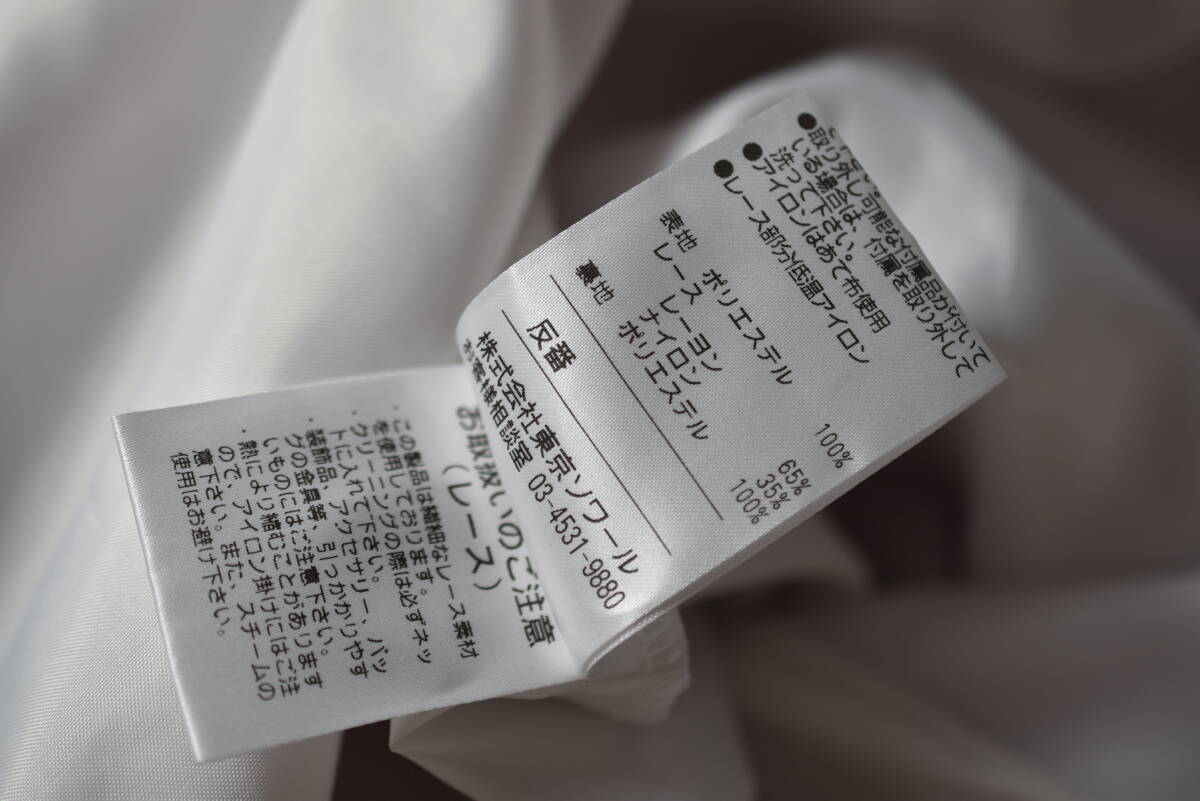 取り外し可能な付属品が付いて
いる場合は、付属を取り外して
洗って下さい。
●アイロンはあて布使用
●レース部分低温アイロン
表地 ポリエステル 100%
レース レーヨン 65%
ナイロン 35%
裏地 ポリエステル 100%
反番
株式会社東京ソワール
お客様相談室 03-4531-9880
お取扱いのご注意
(レース)
・この製品は繊細なレース素材
を使用しております。
クリーニングの際は必ずネッ
トに入れて下さい。
・装飾品、アクセサリー、バッ
グの金具等、引っかかりやす
いものにはご注意下さい。
・熱により縮むことがあります
ので、アイロン掛けにはご注
意下さい。また、スチームの
使用はお避け下さい。